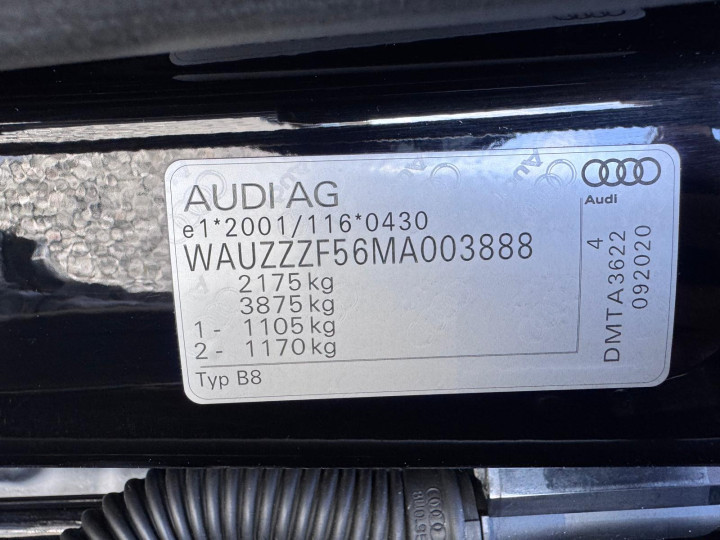 AUDI AG
e1*2001/116*0430
WAUZZZF56MA003888
2175 kg
3875 kg
1 - 1105 kg
2 - 1170 kg
Typ B8
Audi
4
DMTA3622
092020